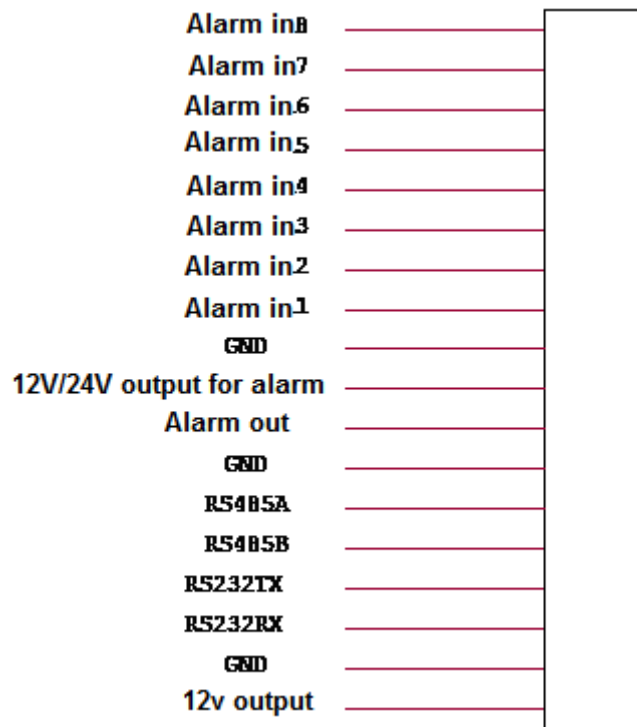 Alarm in8
Alarm in7
Alarm in6
Alarm in5
Alarm in4
Alarm in3
Alarm in2
Alarm in1
GND
12V/24V output for alarm
Alarm out
GND
RS485A
RS485B
RS232TX
RS232RX
GND
12v output